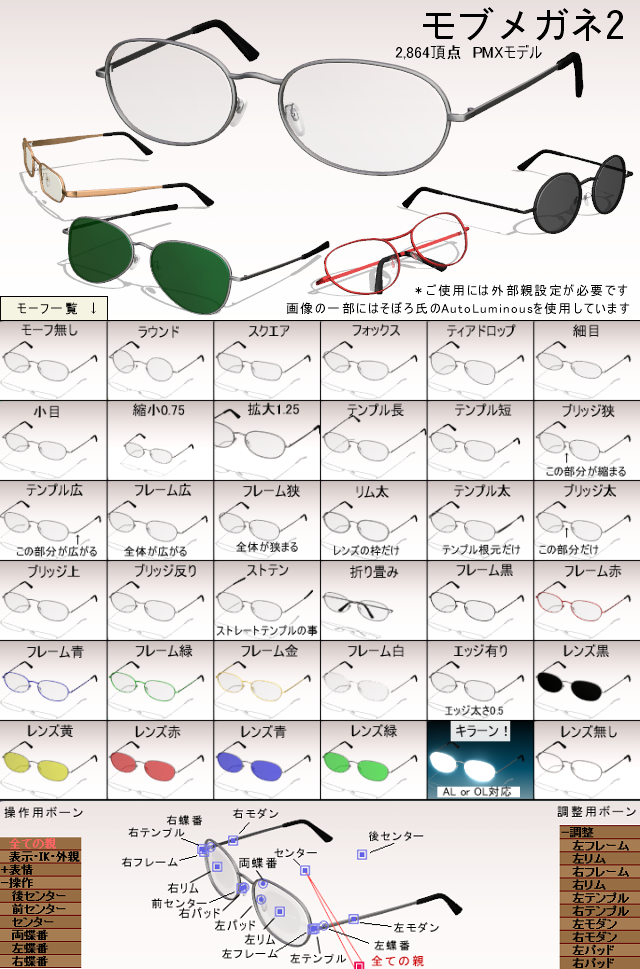 モブメガネ2
2,864頂点 PMXモデル
*ご使用には外部親設定が必要です
画像の一部にはそぼろ氏のAutoLuminousを使用しています
モーフ一覧 ↓
モーフ無し
ラウンド
スクエア
フォックス
ティアドロップ
細目
小目
縮小0.75
拡大1.25
テンプル長
テンプル短
ブリッジ狭
↑
この部分が縮まる
テンプル広
↑
この部分が広がる
フレーム広
全体が広がる
フレーム狭
全体が狭まる
リム太
レンズの枠だけ
テンプル太
テンプル根元だけ
ブリッジ太
↑
この部分だけ
ブリッジ上
ブリッジ反り
ストテン
ストレートテンプルの事
折り畳み
フレーム黒
フレーム赤
フレーム青
フレーム緑
フレーム金
フレーム白
エッジ有り
エッジ太さ0.5
レンズ黒
レンズ黄
レンズ赤
レンズ青
レンズ緑
キラーン!
AL or OL対応
レンズ無し
操作用ボーン
全ての親
表示・IK・外親
+表情
−操作
後センター
前センター
センター
両蝶番
左蝶番
右蝶番
右モダン
右蝶番
右テンプル
右フレーム
右リム
前センター
右パッド
両蝶番
センター
後センター
左パッド
左リム
左フレーム
左テンプル
左モダン
左蝶番
全ての親
調整用ボーン
−調整
左フレーム
左リム
右フレーム
右リム
左テンプル
右テンプル
左モダン
右モダン
左パッド
右パッド